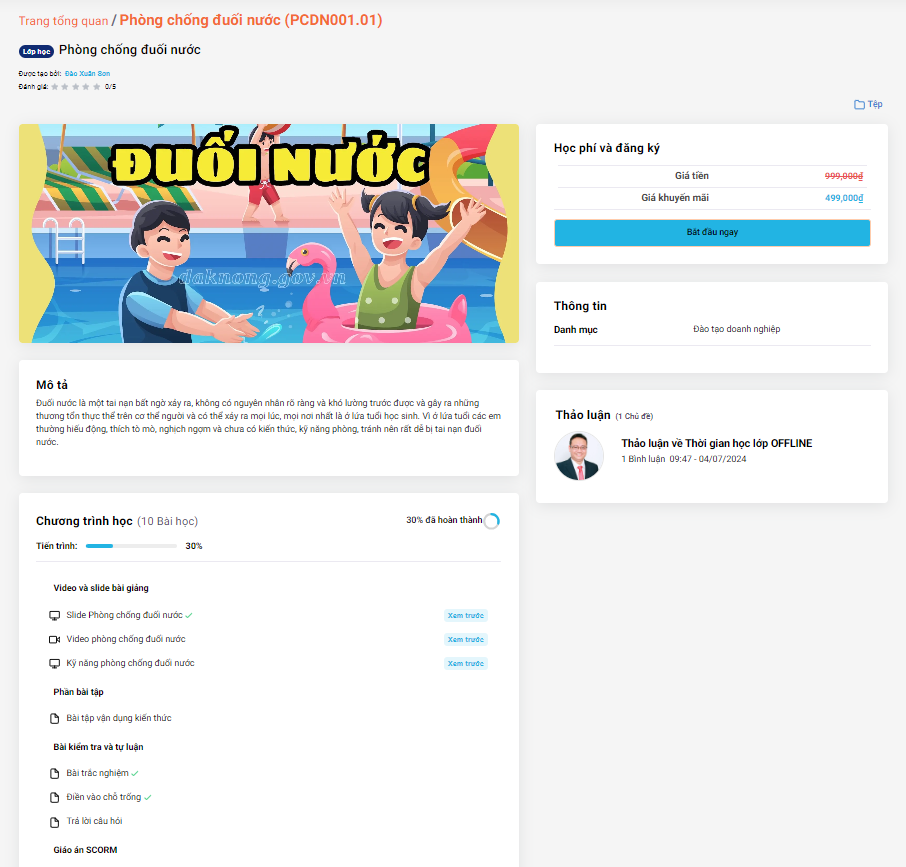 Trang tổng quan / Phòng chống đuối nước (PCDN001.01)
Lớp học Phòng chống đuối nước
Được tạo bởi: Đào Xuân Sơn
Đánh giá: 0/5
Tệp
ĐUỐI NƯỚC
daknong.gov.vn
Mô tả
Đuối nước là một tai nạn bất ngờ xảy ra, không có nguyên nhân rõ ràng và khó lường trước được và gây ra những
thương tổn thực thể trên cơ thể người và có thể xảy ra mọi lúc, mọi nơi nhất là ở lứa tuổi học sinh. Vì ở lứa tuổi các em
thường hiếu động, thích tò mò, nghịch ngợm và chưa có kiến thức, kỹ năng phòng, tránh nên rất dễ bị tai nạn đuối
nước.
Chương trình học (10 Bài học)
30% đã hoàn thành
Tiến trình: 30%
Video và slide bài giảng
Slide Phòng chống đuối nước Xem trước
Video phòng chống đuối nước Xem trước
Kỹ năng phòng chống đuối nước Xem trước
Phần bài tập
Bài tập vận dụng kiến thức
Bài kiểm tra và tự luận
Bài trắc nghiệm
Điền vào chỗ trống
Trả lời câu hỏi
Giáo án SCORM
Học phí và đăng ký
Giá tiền 999,000₫
Giá khuyến mãi 499,000₫
Bắt đầu ngay
Thông tin
Danh mục Đào tạo doanh nghiệp
Thảo luận (1 Chủ đề)
Thảo luận về Thời gian học lớp OFFLINE
1 Bình luận 09:47 - 04/07/2024